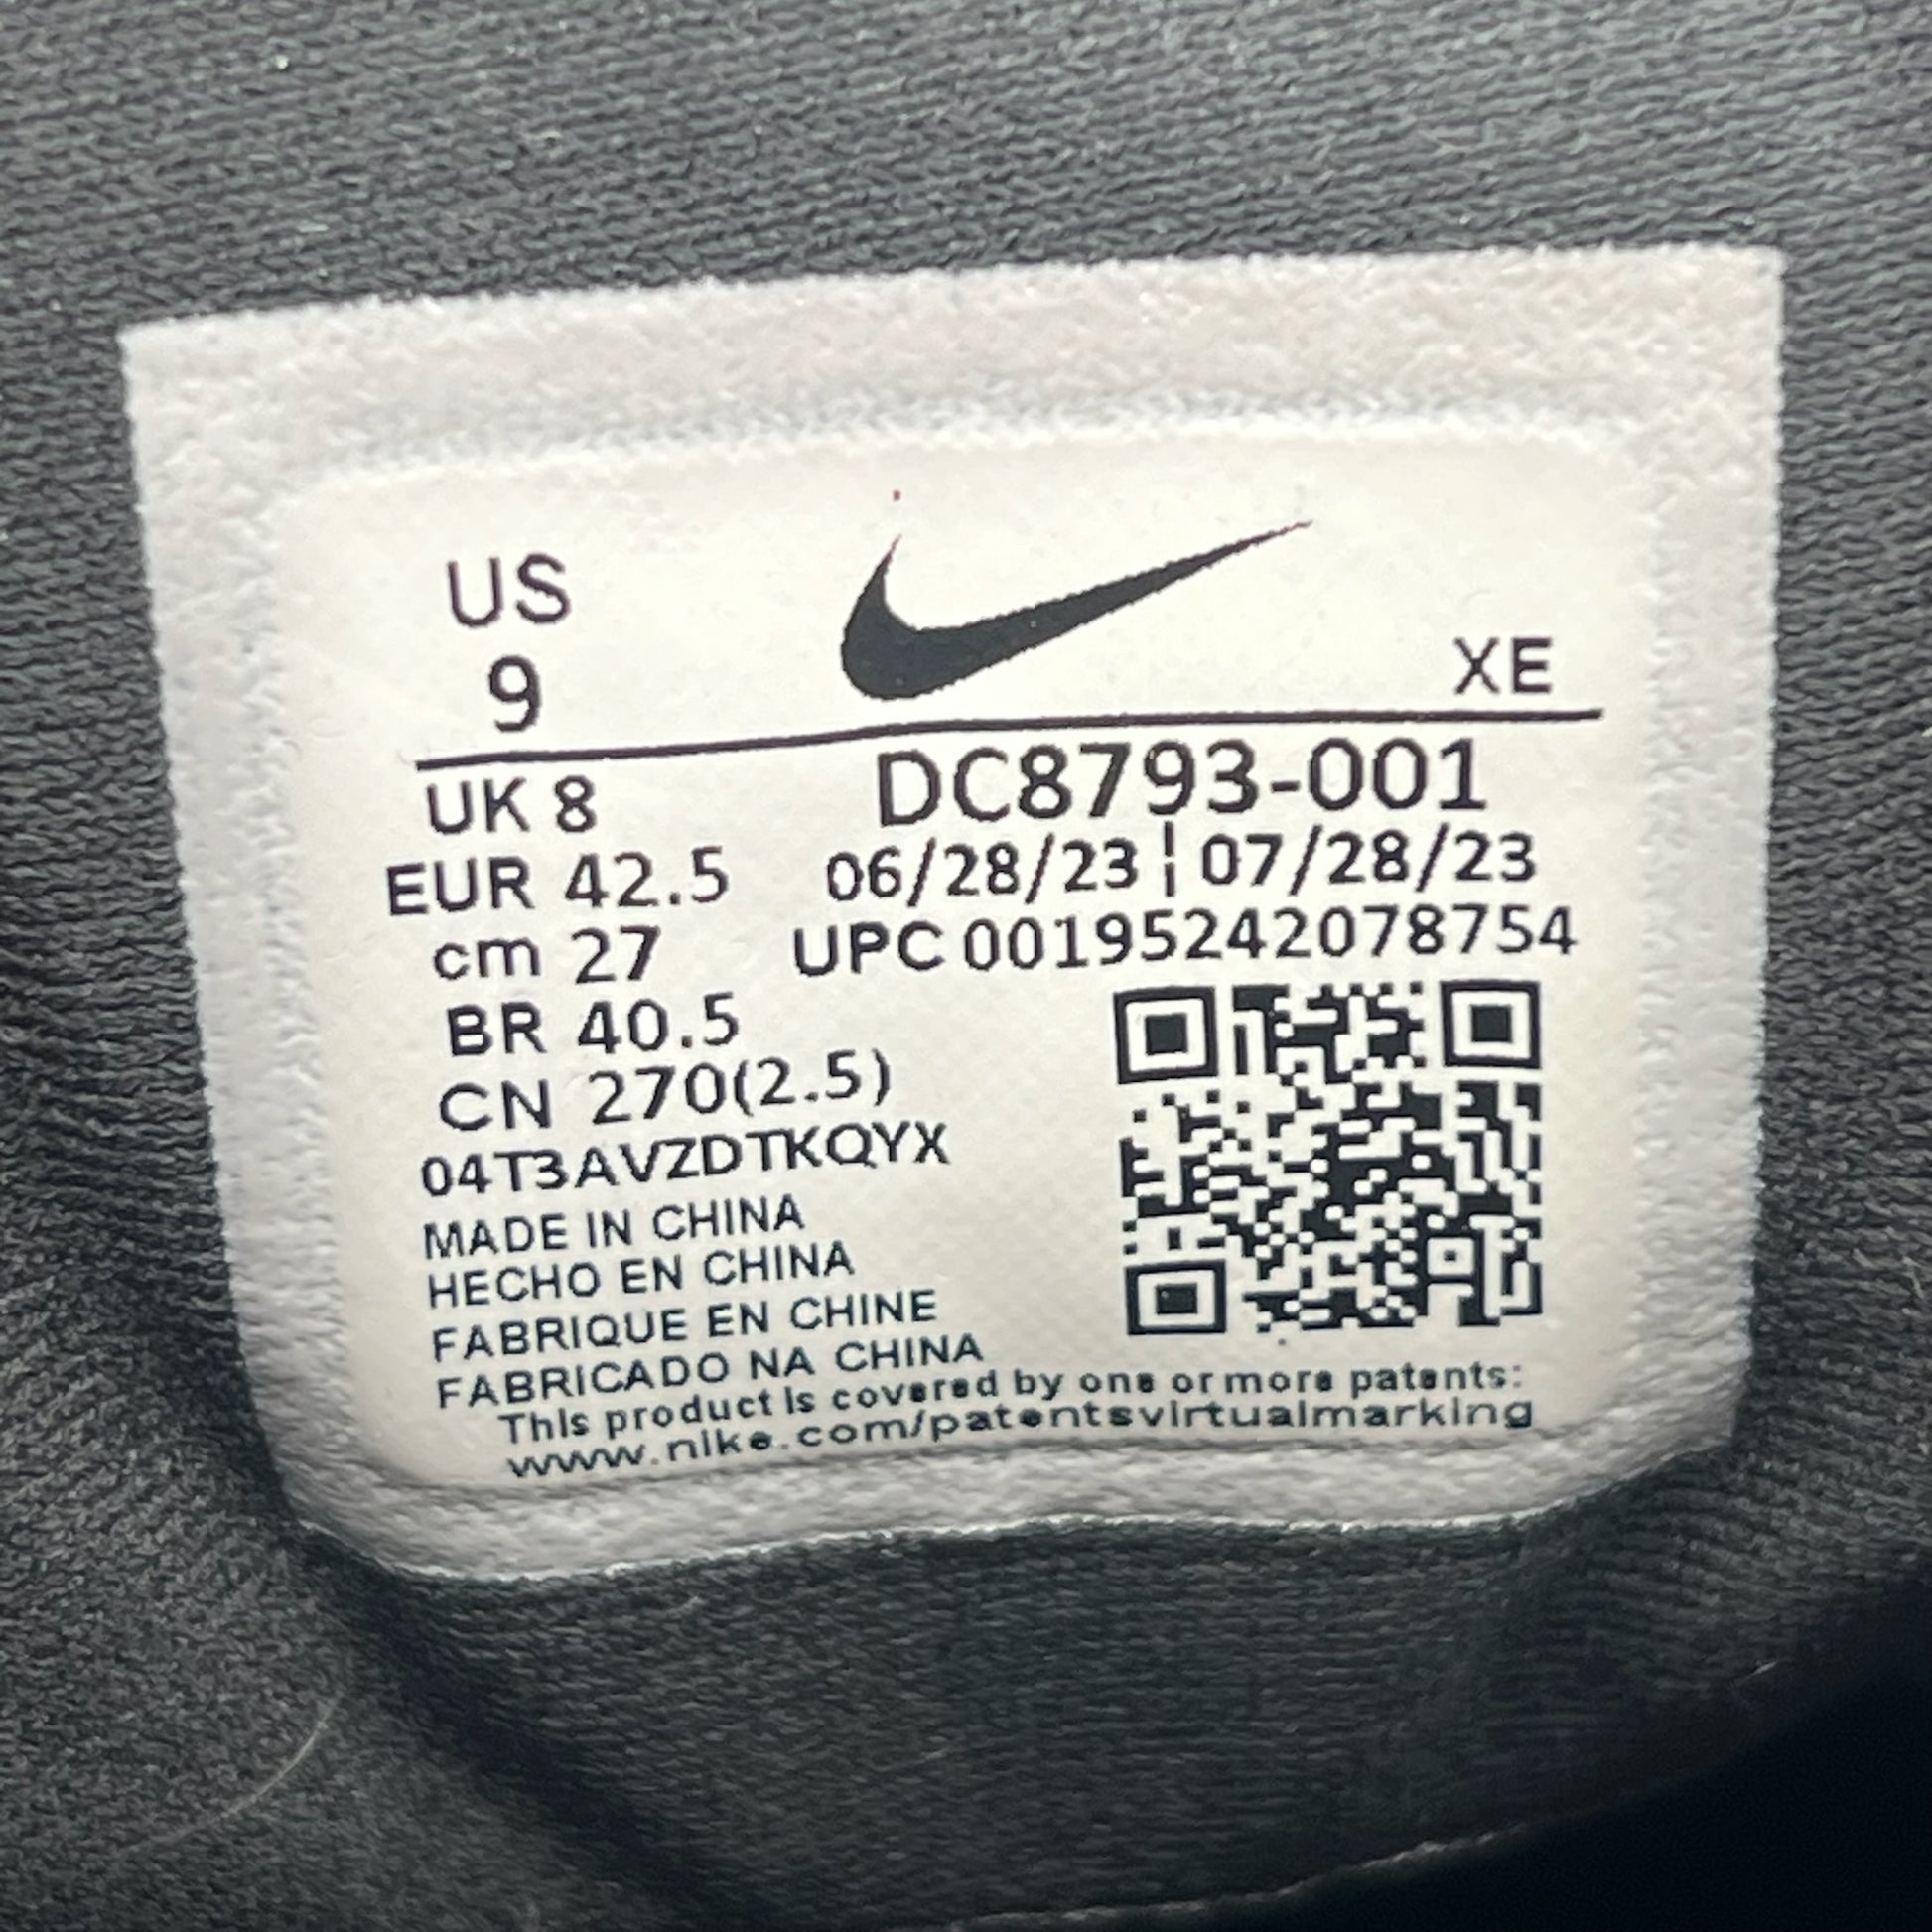 US
9
XE
UK 8
DC8793-001
EUR 42.5
06/28/23 ¦ 07/28/23
cm 27
UPC 00195242078754
BR 40.5
CN 270(2.5)
04T3AVZDTKQYX
MADE IN CHINA
HECHO EN CHINA
FABRIQUE EN CHINE
FABRICADO NA CHINA
This product is covered by one or more patents:
www.nike.com/patentsvirtualmarking